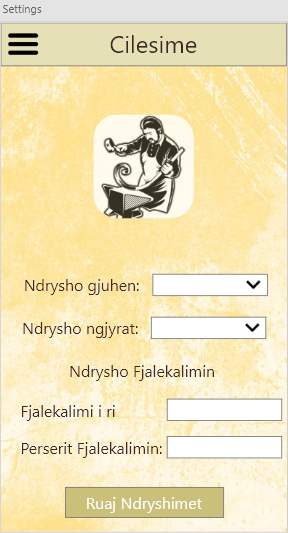 Settings
Cilesime
Ndrysho gjuhen:
Ndrysho ngjyrat:
Ndrysho Fjalekalimin
Fjalekalimi i ri
Perserit Fjalekalimin:
Ruaj Ndryshimet